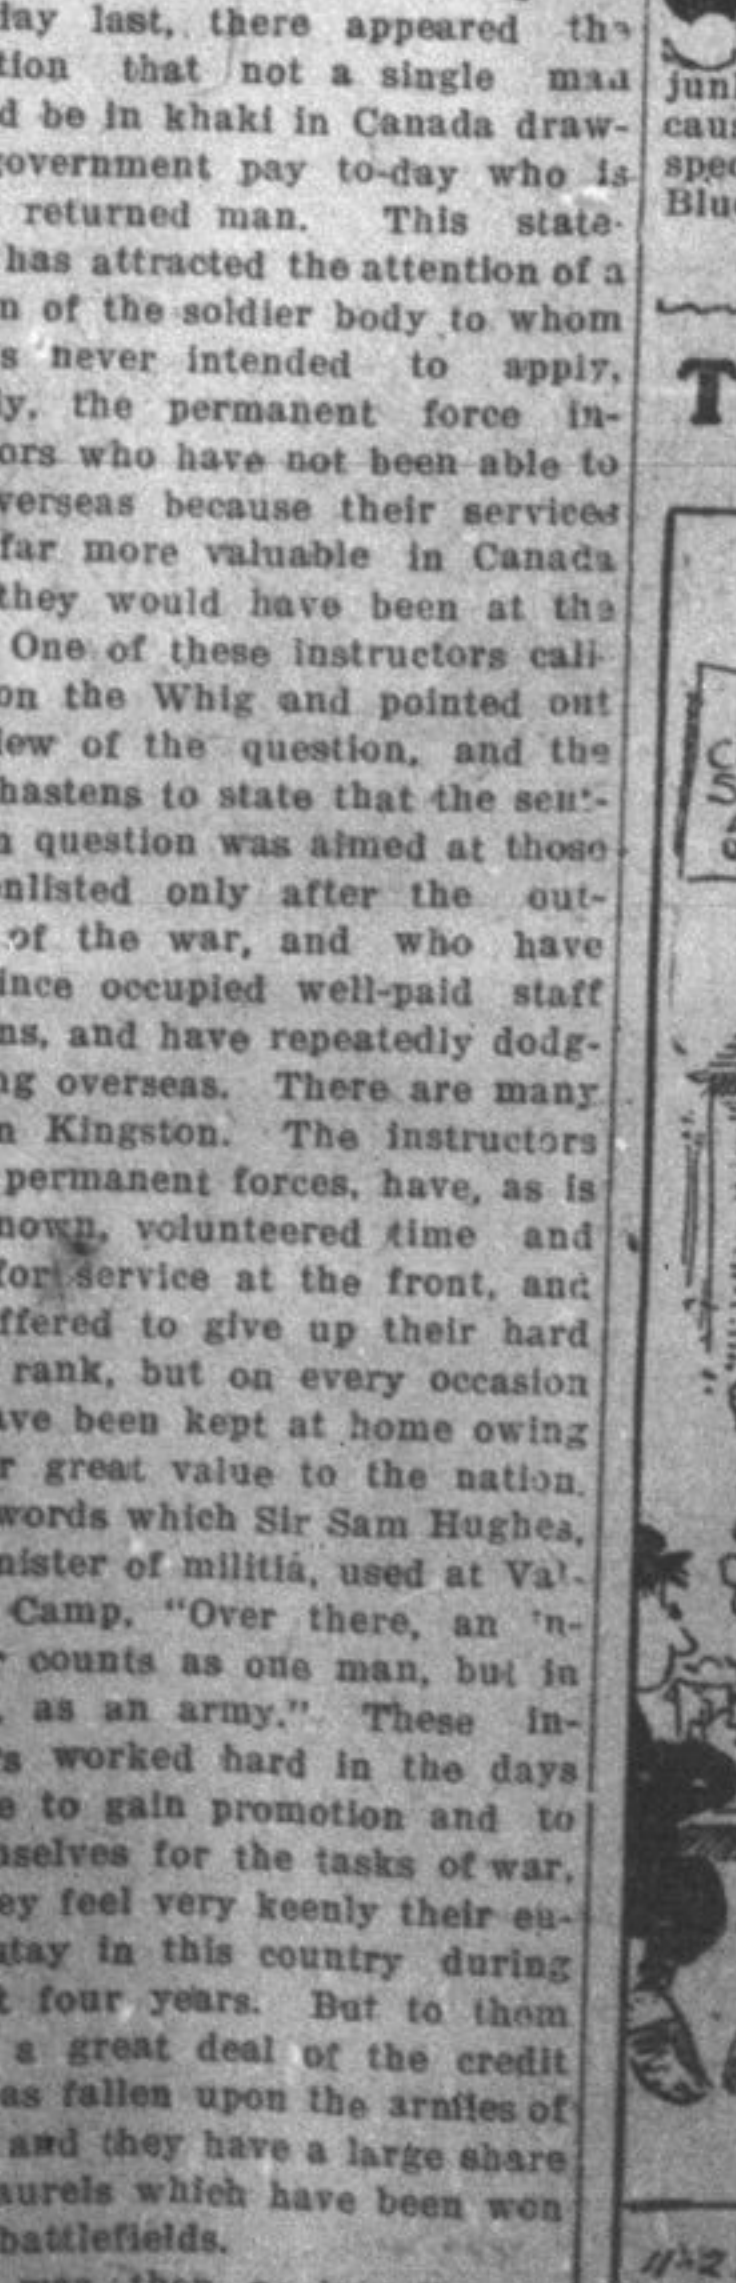 day last, there appeared the
tion that not a single man
d be in khaki in Canada draw-
government pay to-day who is
returned man. This state-
has attracted the attention of a
n of the soldier body to whom
s never intended to apply,
ly, the permanent force in-
ors who have not been able to
verseas because their services
far more valuable in Canada
they would have been at the
One of these instructors call-
on the Whig and pointed out
iew of the question, and the
hastens to state that the sent-
n question was aimed at those
enlisted only after the out-
of the war, and who have
ince occupied well-paid staff
ns, and have repeatedly dodg-
ng overseas. There are many
n Kingston. The instructors
permanent forces, have, as is
nown, volunteered time and
for service at the front, and
ffered to give up their hard
rank, but on every occasion
ave been kept at home owing
r great value to the nation.
words which Sir Sam Hughes,
nister of militia, used at Val-
Camp, "Over there, an in-
r counts as one man, but in
, as an army." These in-
rs worked hard in the days
e to gain promotion and to
mselves for the tasks of war,
ey feel very keenly their en-
stay in this country during
t four years. But to them
a great deal of the credit
as fallen upon the armies of
and they have a large share
aurels which have been won
battlefields.
junk
caus
spec
Blu
T